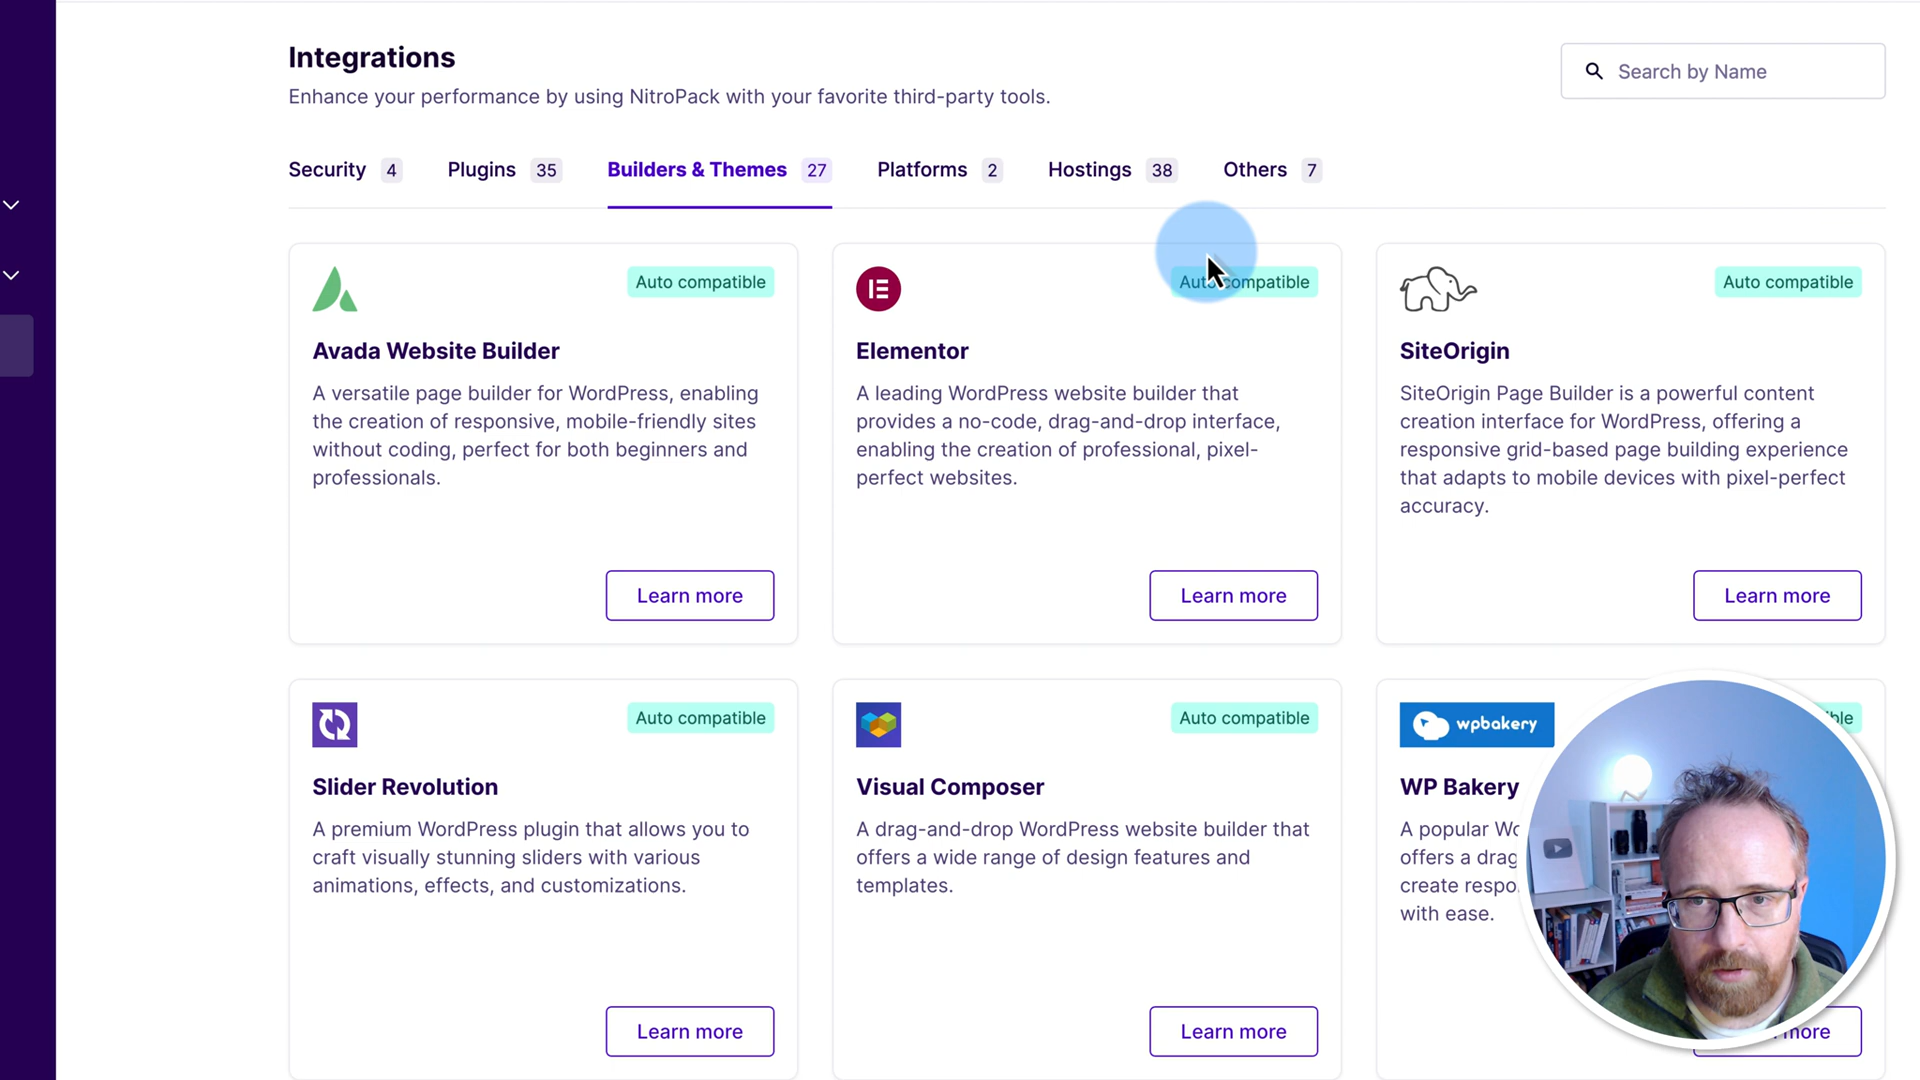 Integrations
Enhance your performance by using NitroPack with your favorite third-party tools.
Search by Name
Security 4 Plugins 35 Builders & Themes 27 Platforms 2 Hostings 38 Others 7
Auto compatible
Avada Website Builder
A versatile page builder for WordPress, enabling
the creation of responsive, mobile-friendly sites
without coding, perfect for both beginners and
professionals.
Learn more
Auto compatible
Elementor
A leading WordPress website builder that
provides a no-code, drag-and-drop interface,
enabling the creation of professional, pixel-
perfect websites.
Learn more
Auto compatible
SiteOrigin
SiteOrigin Page Builder is a powerful content
creation interface for WordPress, offering a
responsive grid-based page building experience
that adapts to mobile devices with pixel-perfect
accuracy.
Learn more
Auto compatible
Slider Revolution
A premium WordPress plugin that allows you to
craft visually stunning sliders with various
animations, effects, and customizations.
Learn more
Auto compatible
Visual Composer
A drag-and-drop WordPress website builder that
offers a wide range of design features and
templates.
Learn more
wpbakery
WP Bakery
A popular
offers a
create
with ease.
more